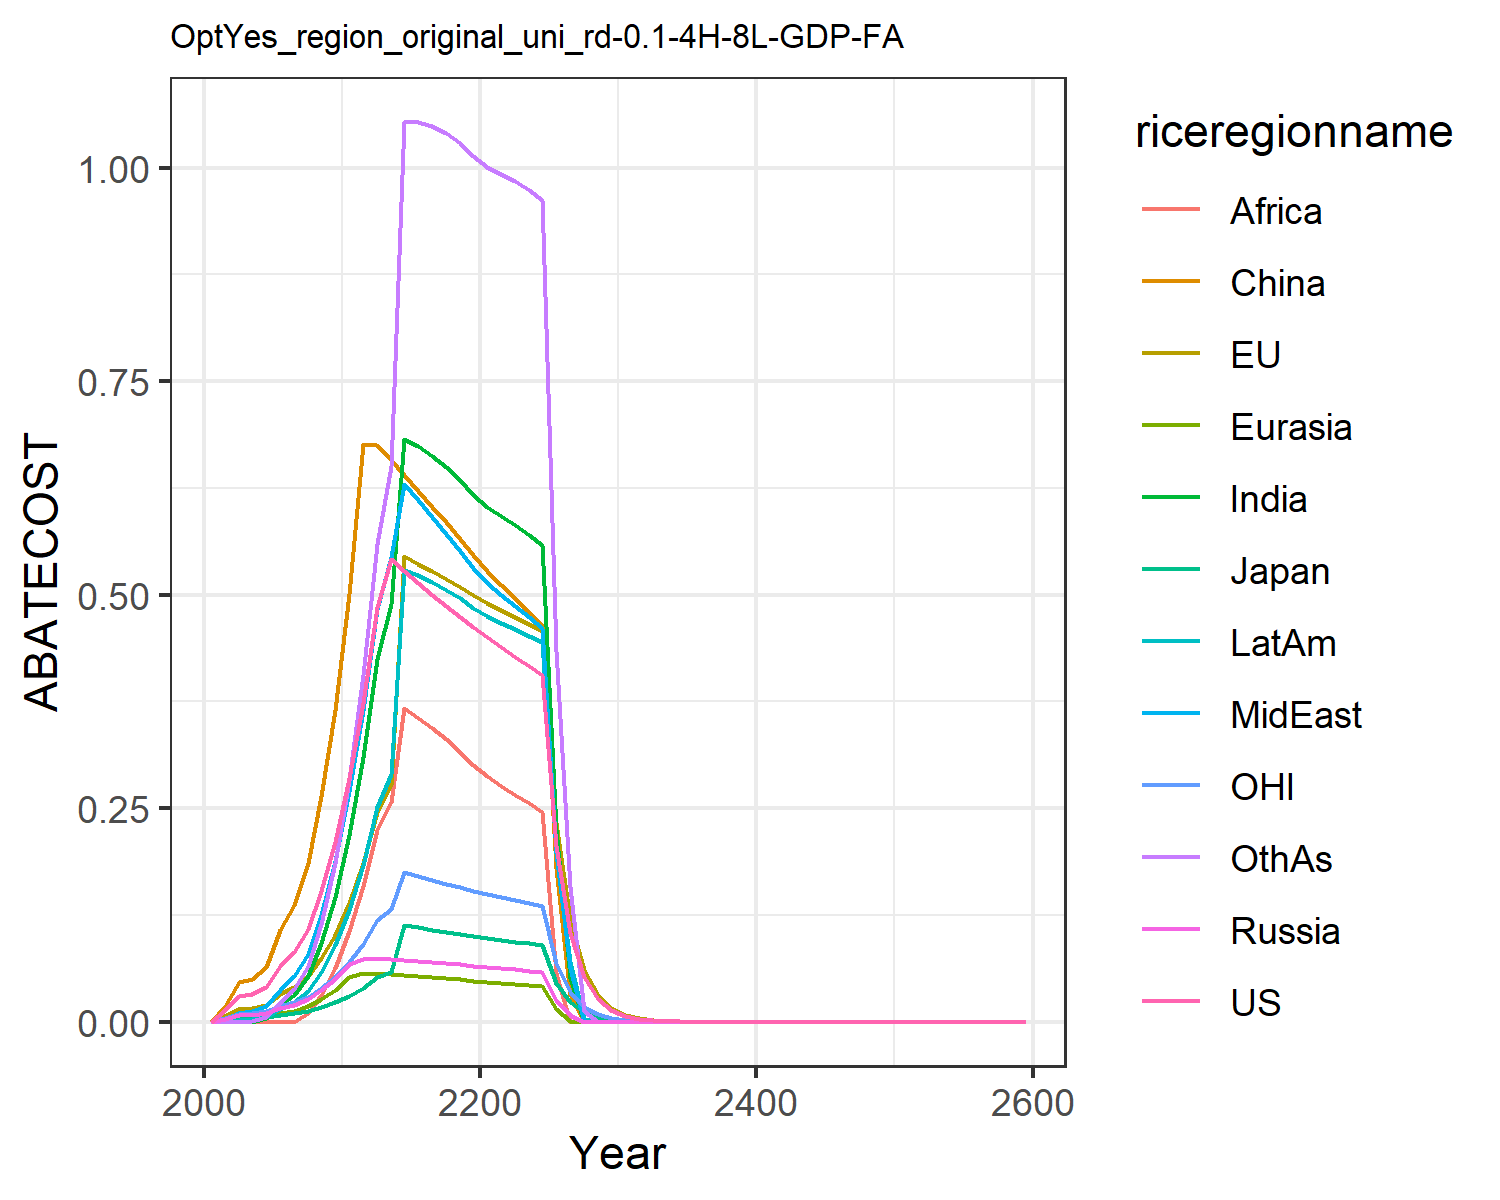 OptYes_region_original_uni_rd-0.1-4H-8L-GDP-FA
ABATECOST
1.00
0.75
0.50
0.25
0.00
2000
2200
2400
2600
Year
riceregionname
Africa
China
EU
Eurasia
India
Japan
LatAm
MidEast
OHI
OthAs
Russia
US